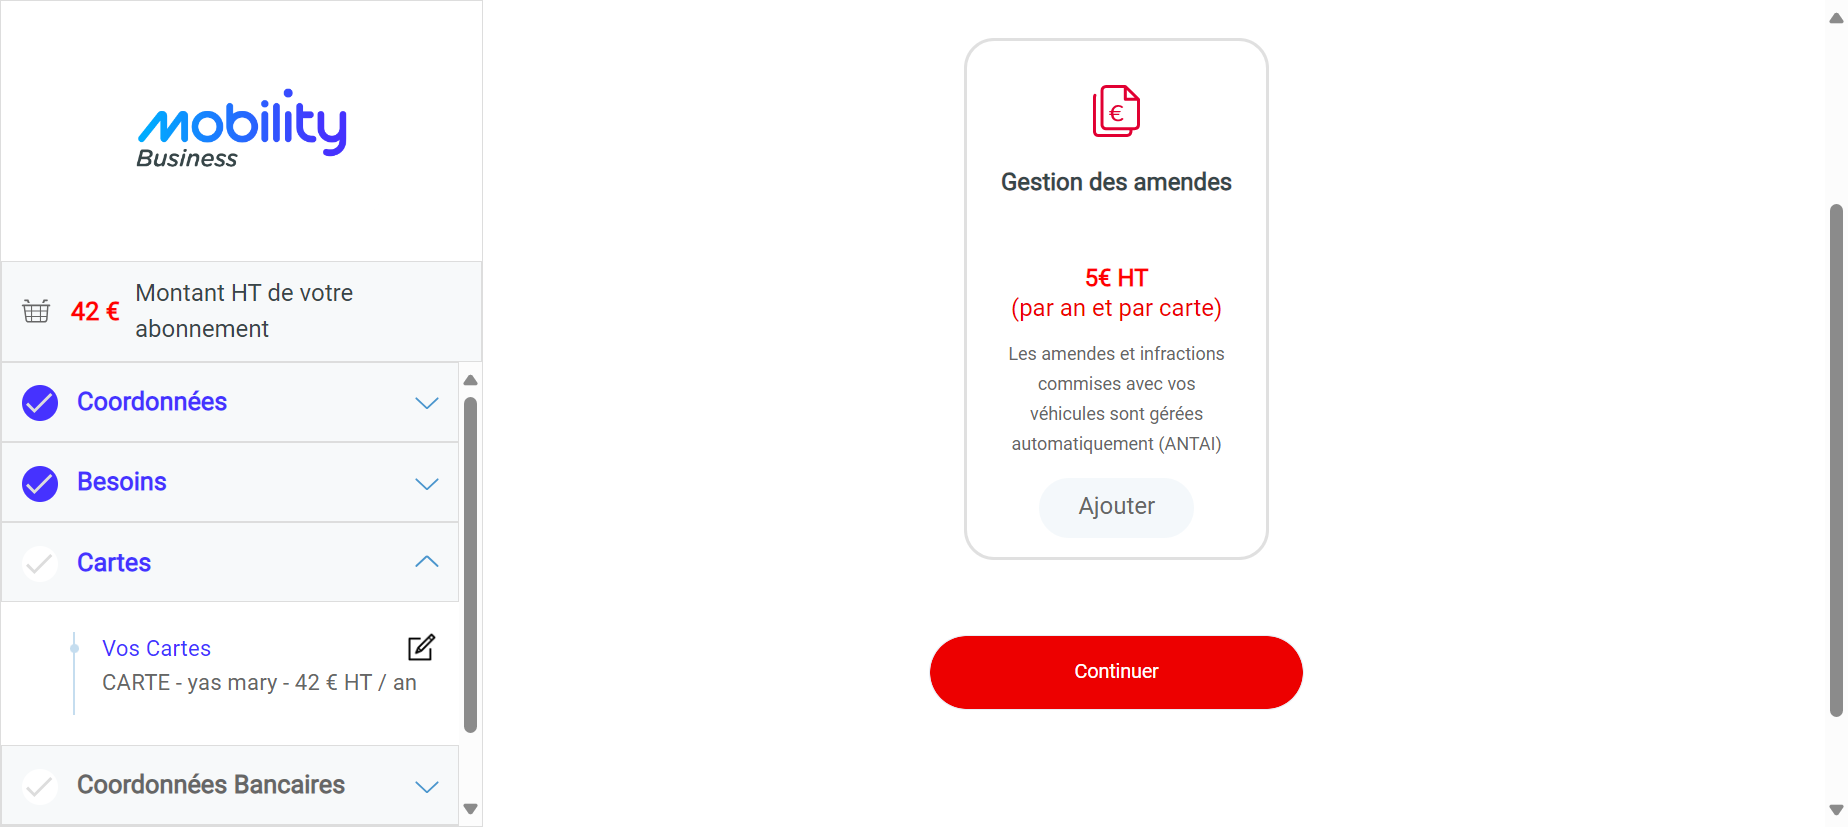 mobility
Business
42 €
Montant HT de votre
abonnement
Coordonnées
Besoins
Cartes
Vos Cartes
CARTE - yas mary - 42 € HT / an
Coordonnées Bancaires
€
Gestion des amendes
5€ HT
(par an et par carte)
Les amendes et infractions
commises avec vos
véhicules sont gérées
automatiquement (ANTAI)
Ajouter
Continuer